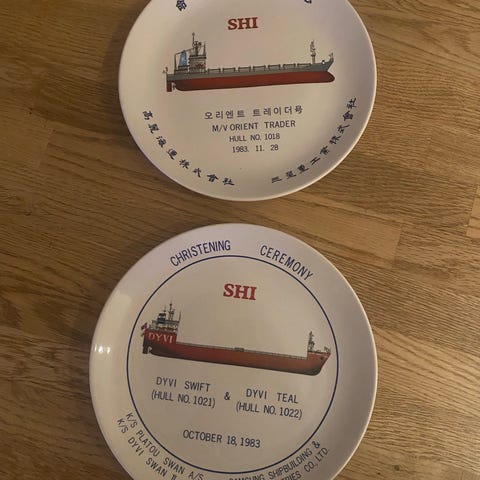 命
SHI
오리엔트 트레이더号
M/V ORIENT TRADER
HULL NO. 1018
1983. 11. 28
高麗海運株式會社
三星重工業株式會社
CHRISTENING CEREMONY
SHI
DYVI
DYVI SWIFT & DYVI TEAL
(HULL NO. 1021) (HULL NO. 1022)
OCTOBER 18, 1983
K/S PLATOU SWAN A/S
K/S DYVI SWAN II
SAMSUNG SHIPBUILDING &
CO., LTD.